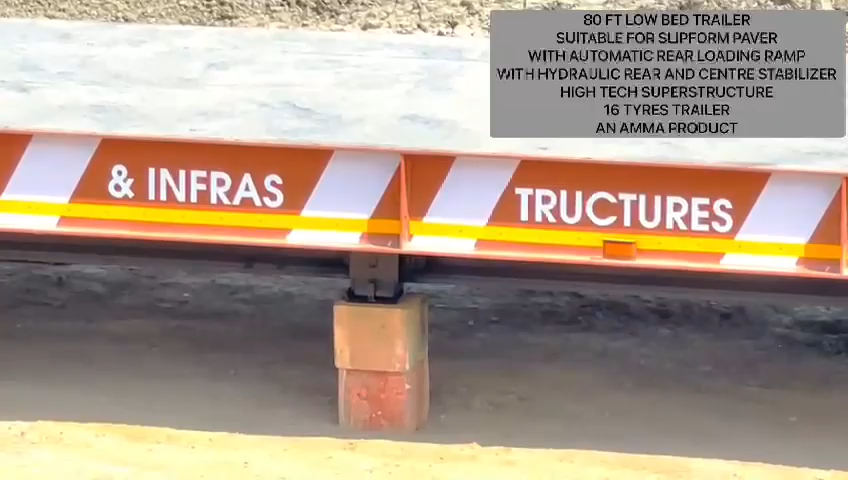 80 FT LOW BED TRAILER
SUITABLE FOR SLIPFORM PAVER
WITH AUTOMATIC REAR LOADING RAMP
WITH HYDRAULIC REAR AND CENTRE STABILIZER
HIGH TECH SUPERSTRUCTURE
16 TYRES TRAILER
AN AMMA PRODUCT
& INFRAS TRUCTURES